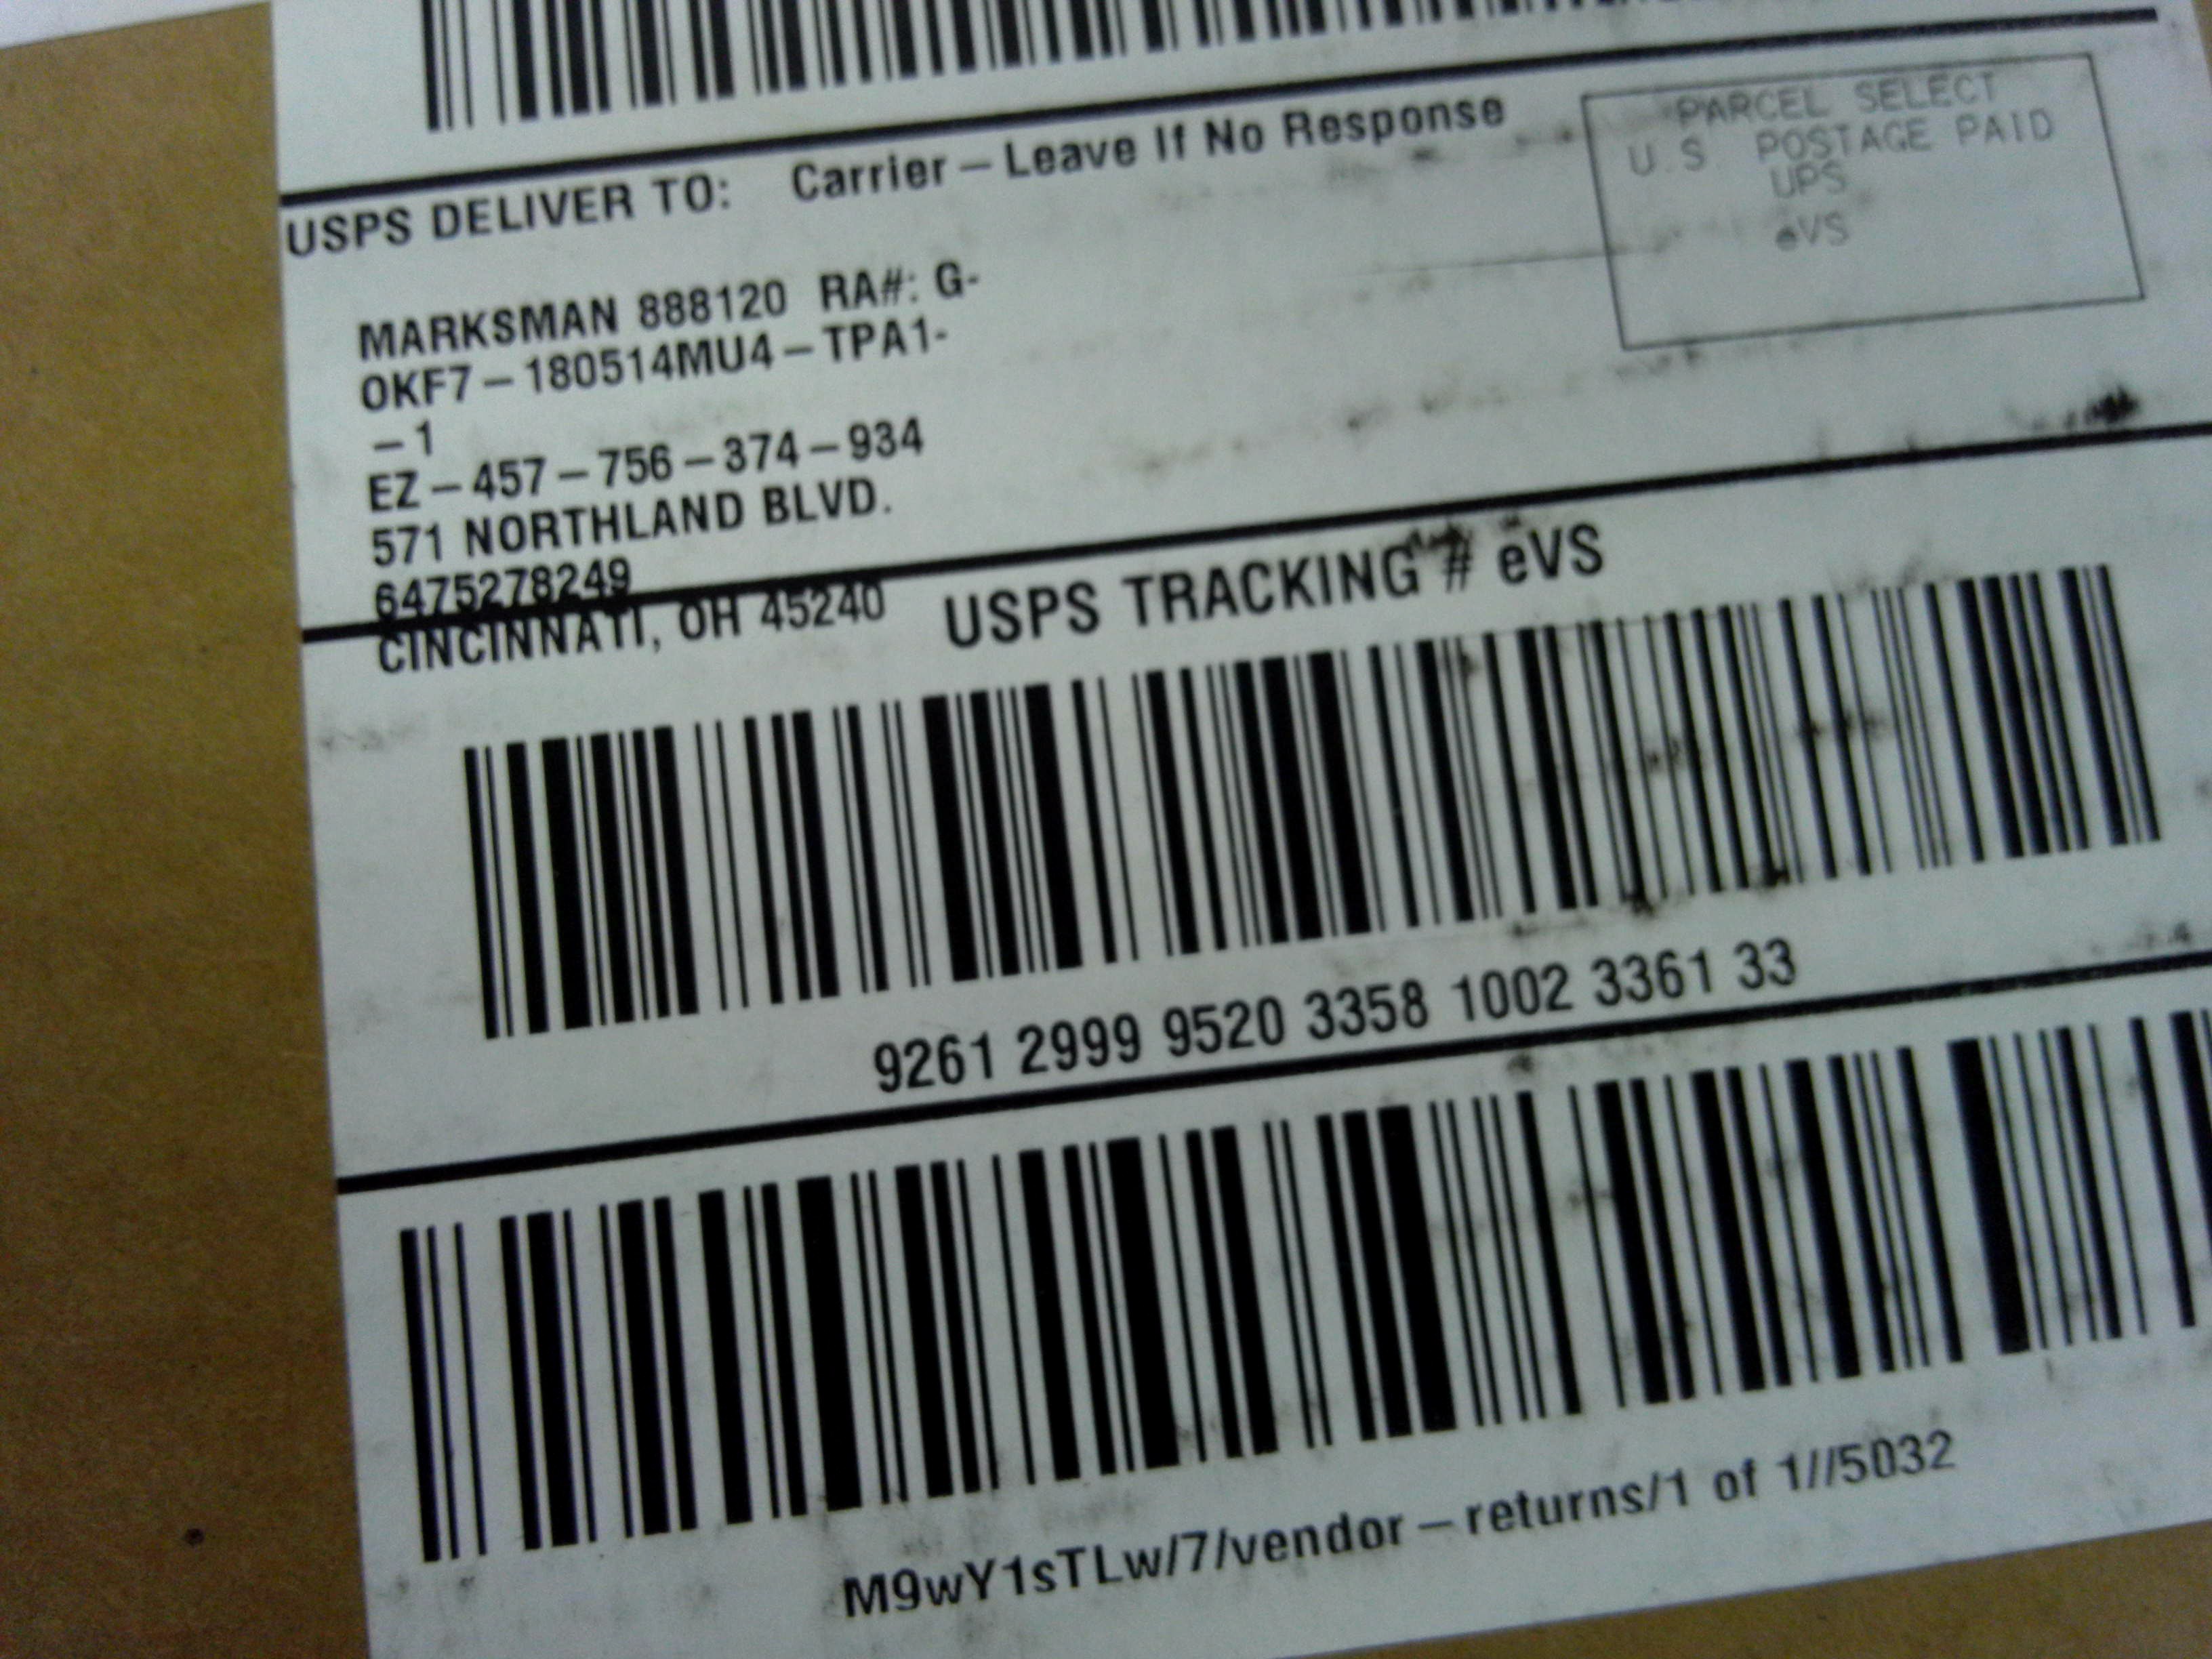 USPS DELIVER TO: Carrier – Leave If No Response
PARCEL SELECT
U.S POSTAGE PAID
UPS
eVS
MARKSMAN 888120 RA#: G-
OKF7 – 180514MU4 – TPA1-
– 1
EZ – 457 – 756 – 374 – 934
571 NORTHLAND BLVD.
6475278249
CINCINNATI, OH 45240
USPS TRACKING # eVS
9261 2999 9520 3358 1002 3361 33
M9wY1sTLw/7/vendor – returns/1 of 1//5032